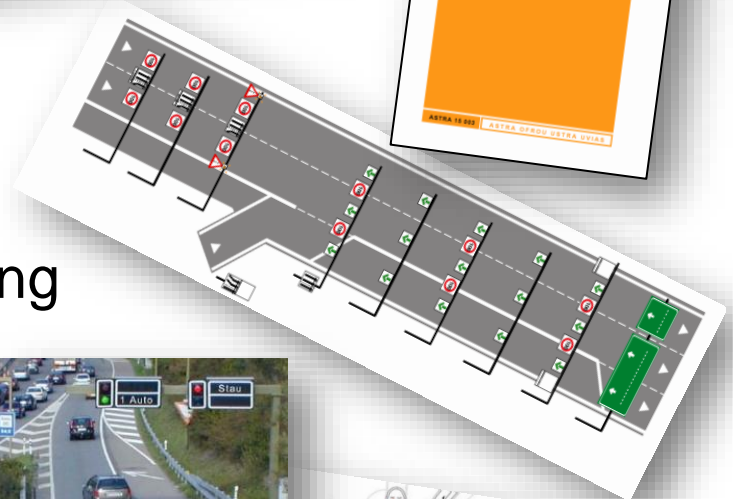 ASTRA 15 003
ASTRA OFROU USTRA UVIAS
ng
1 Auto
Stau